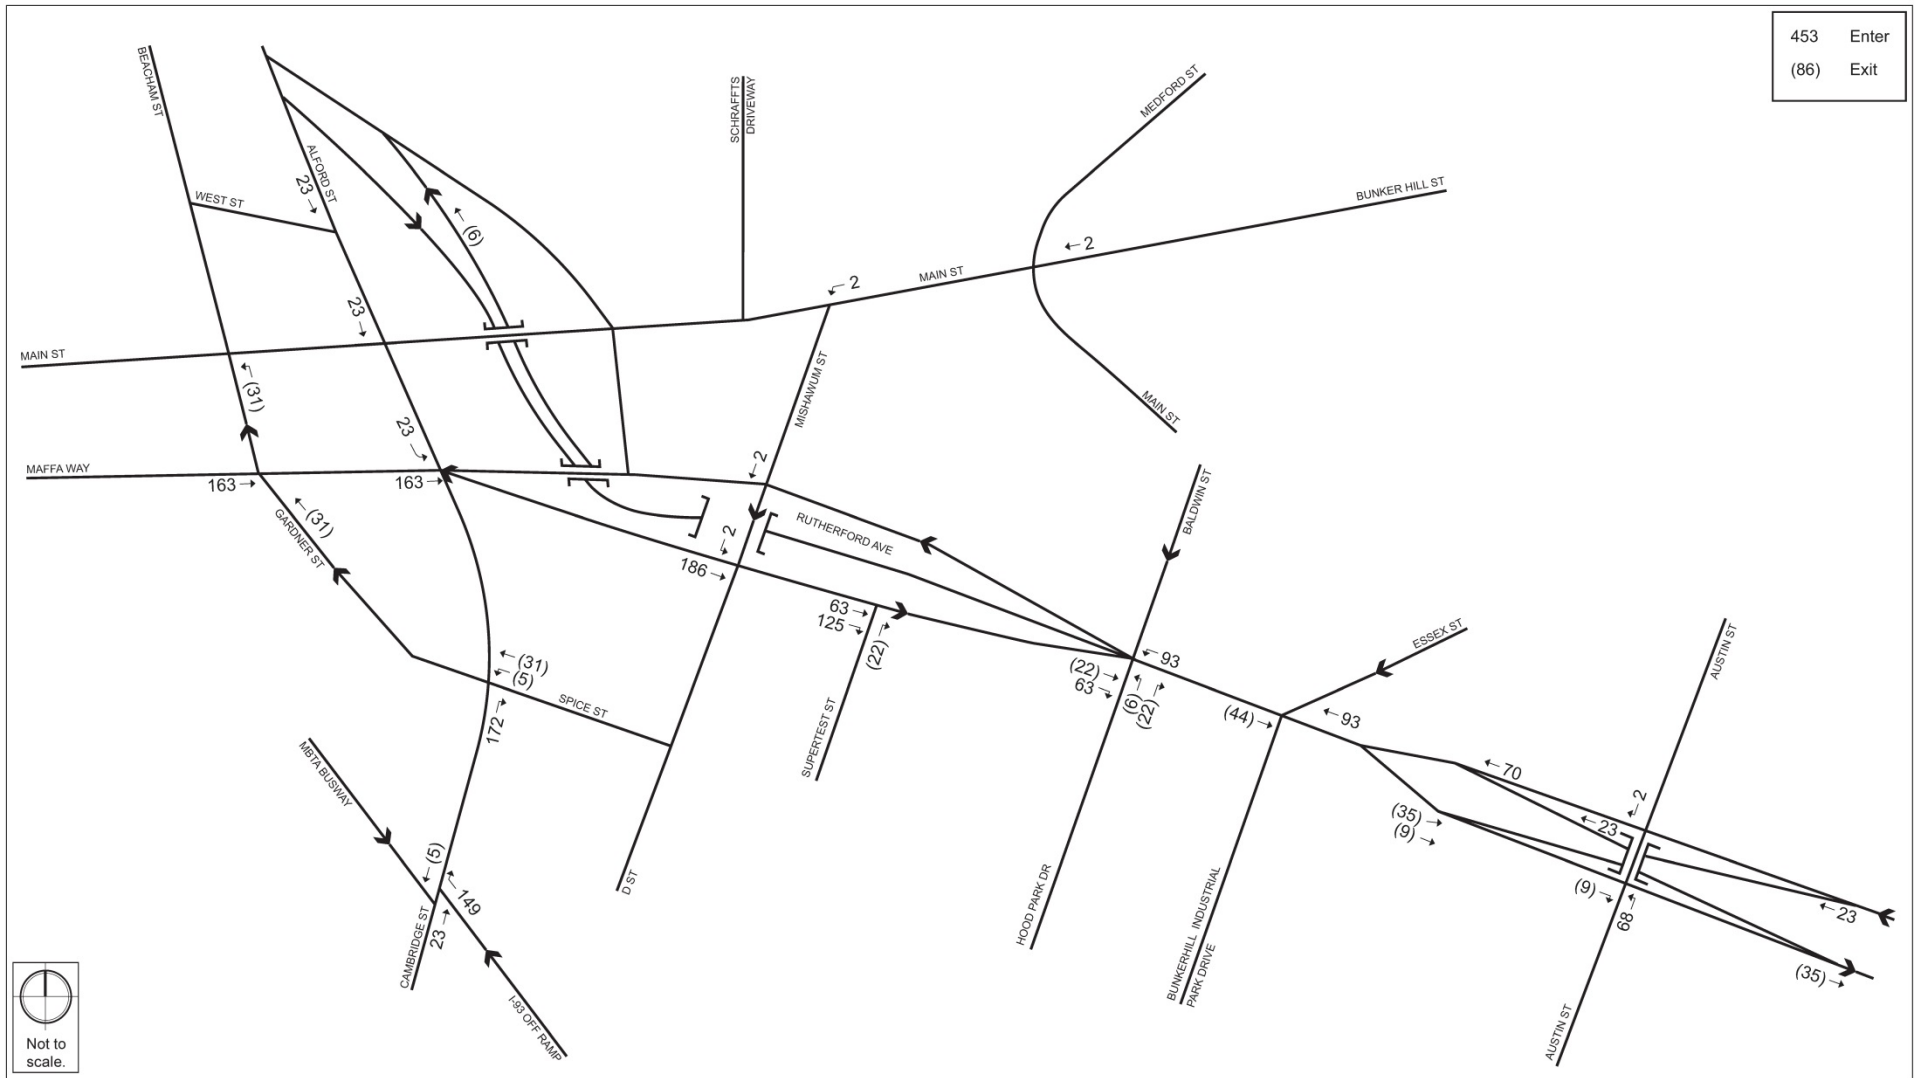 453 Enter
(86) Exit
BEACHAM ST
ALFORD ST
23
WEST ST
(6)
SCHRAFFTS
DRIVEWAY
MEDFORD ST
BUNKER HILL ST
2
MAIN ST
2
23
MAIN ST
(31)
MISHAWUM ST
MAIN ST
23
2
MAFFA WAY
163
163
BALDWIN ST
GARDNER ST
(31)
RUTHERFORD AVE
2
186
63
125
(22)
ESSEX ST
AUSTIN ST
(31)
(5)
93
(22)
63
(6)
(22)
SPICE ST
172
SUPERTEST ST
(44)
93
MBTA BUSWAY
70
2
(35)
(9)
23
(5)
149
D ST
(9)
68
23
CAMBRIDGE ST
23
HOOD PARK DR
BUNKERHILL INDUSTRIAL
PARK DRIVE
(35)
I-93 OFF RAMP
AUSTIN ST
Not to
scale.